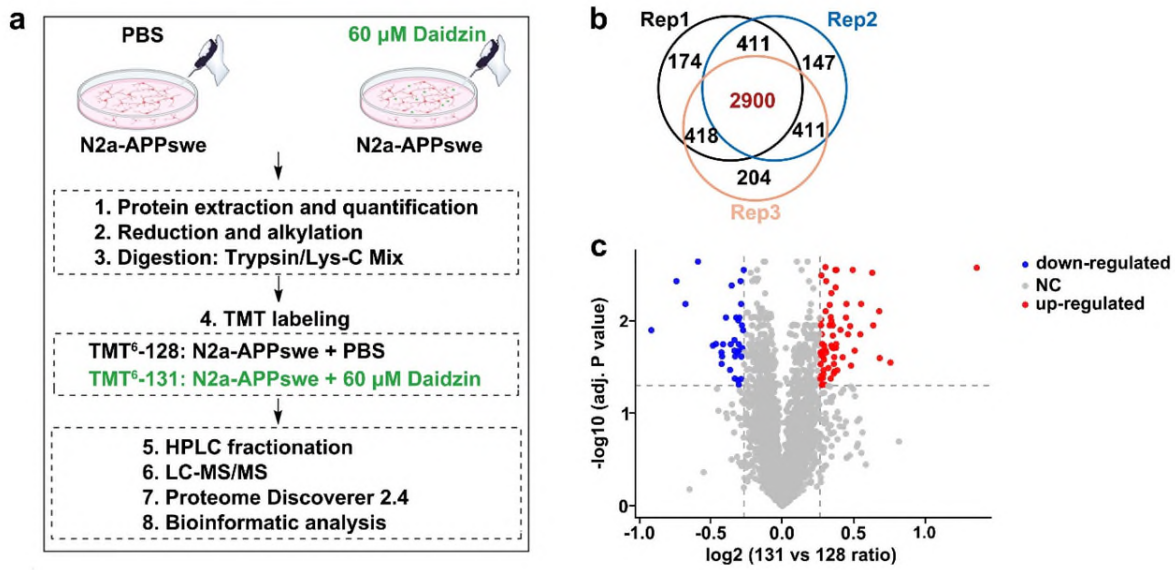 a
PBS
60 µM Daidzin
N2a-APPswe
N2a-APPswe
1. Protein extraction and quantification
2. Reduction and alkylation
3. Digestion: Trypsin/Lys-C Mix
4. TMT labeling
TMT⁶-128: N2a-APPswe + PBS
TMT⁶-131: N2a-APPswe + 60 µM Daidzin
5. HPLC fractionation
6. LC-MS/MS
7. Proteome Discoverer 2.4
8. Bioinformatic analysis
b
Rep1
Rep2
174
411
147
2900
418
411
204
Rep3
c
down-regulated
NC
up-regulated
-log10 (adj. P value)
2
1
0
-1.0
-0.5
0.0
0.5
1.0
log2 (131 vs 128 ratio)